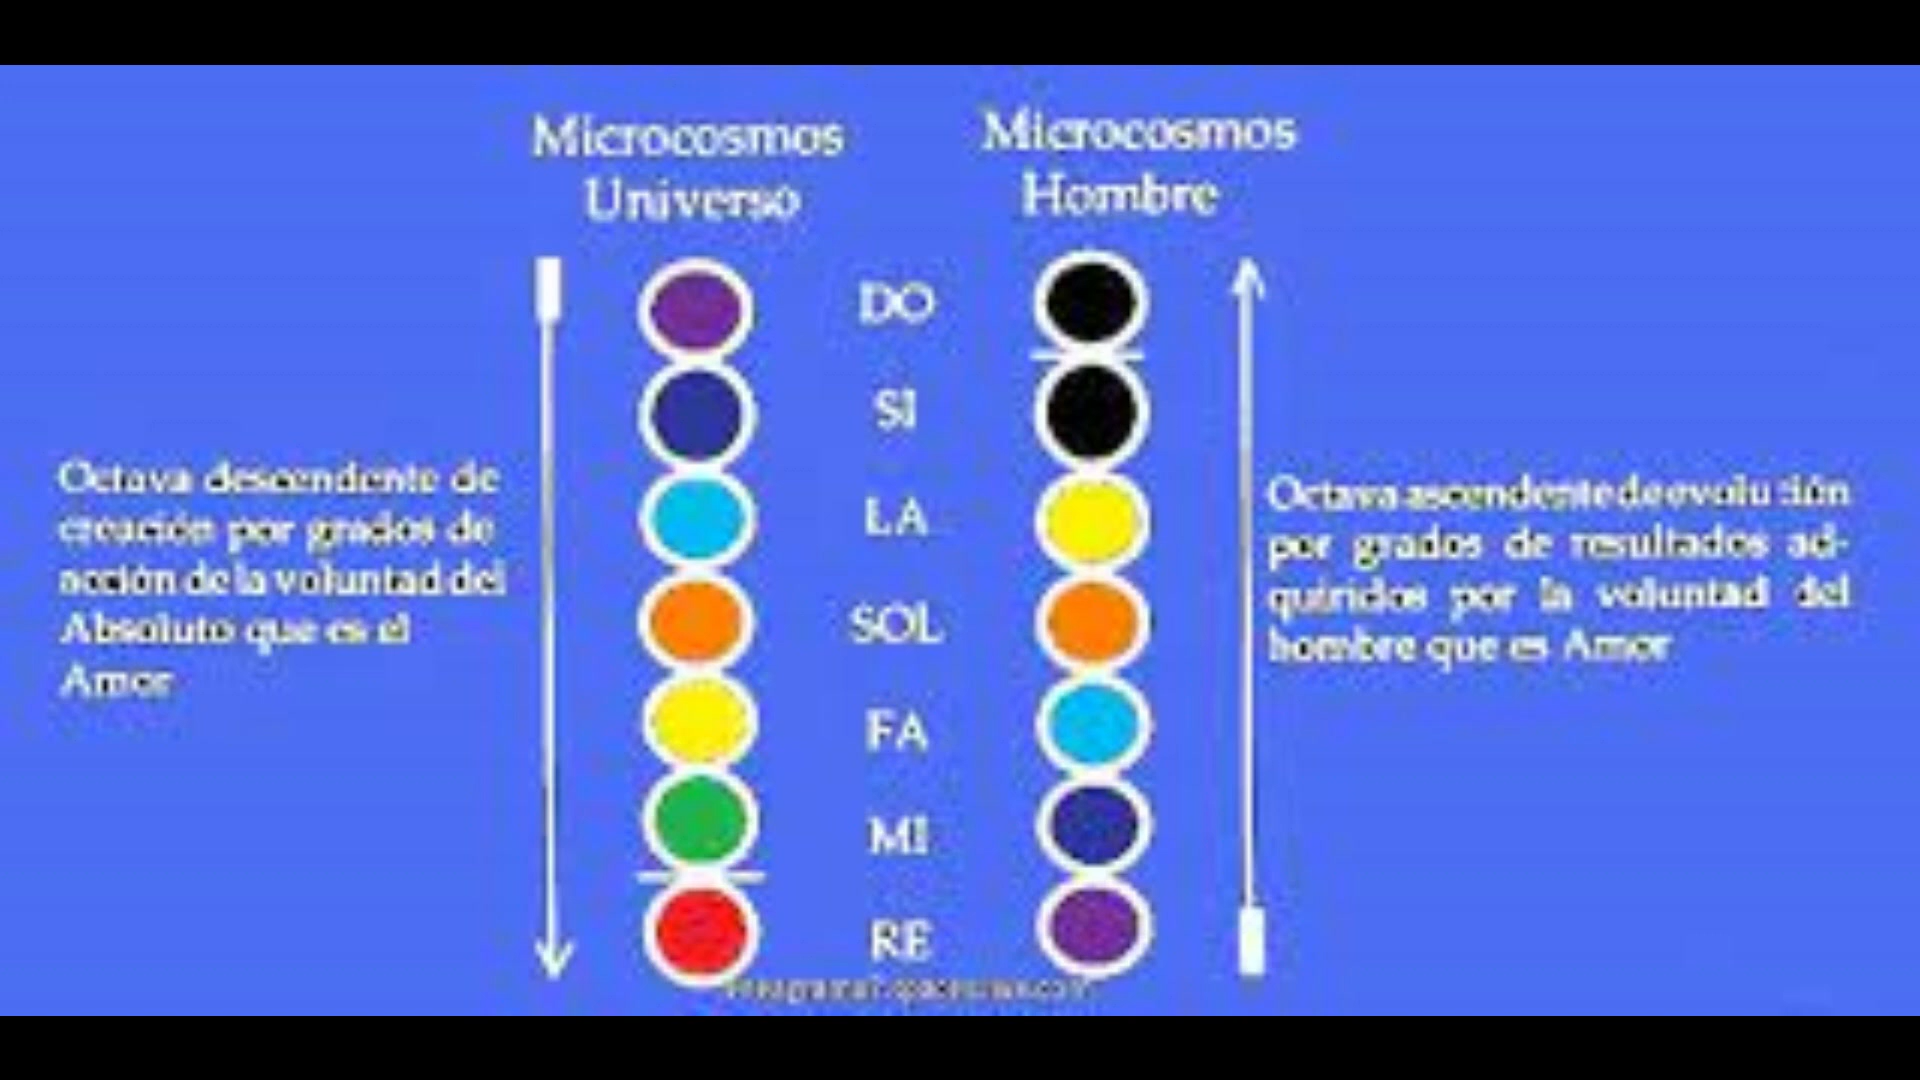 Microcosmos
Universo
Microcosmos
Hombre
DO
SI
LA
SOL
FA
MI
RE
Octava descendente de
creación por grados de
acción de la voluntad del
Absoluto que es el
Amor
Octava ascendente de evolución
por grados de resultados ad-
quiridos por la voluntad del
hombre que es Amor